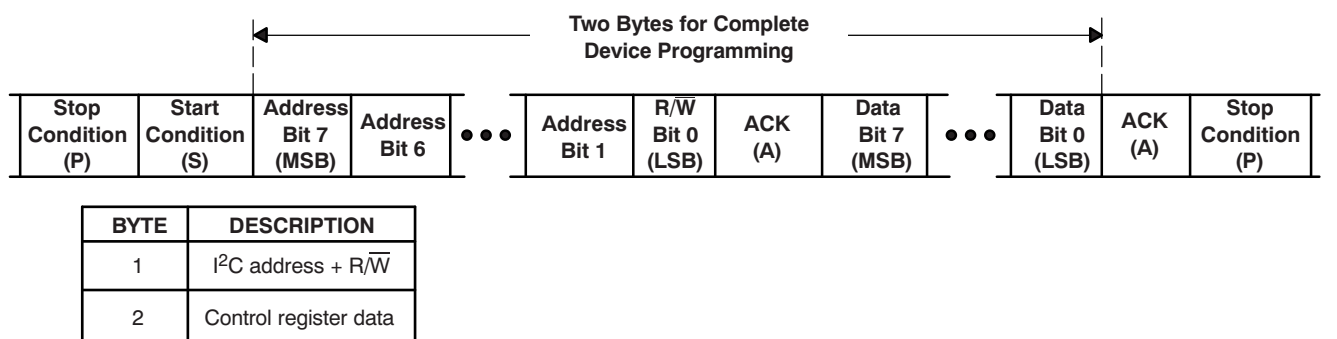 Two Bytes for Complete
Device Programming
Stop Condition (P) Start Condition (S) Address Bit 7 (MSB) Address Bit 6 ••• Address Bit 1 R/W̅ Bit 0 (LSB) ACK (A) Data Bit 7 (MSB) ••• Data Bit 0 (LSB) ACK (A) Stop Condition (P)
BYTE DESCRIPTION
1 I²C address + R/W̅
2 Control register data